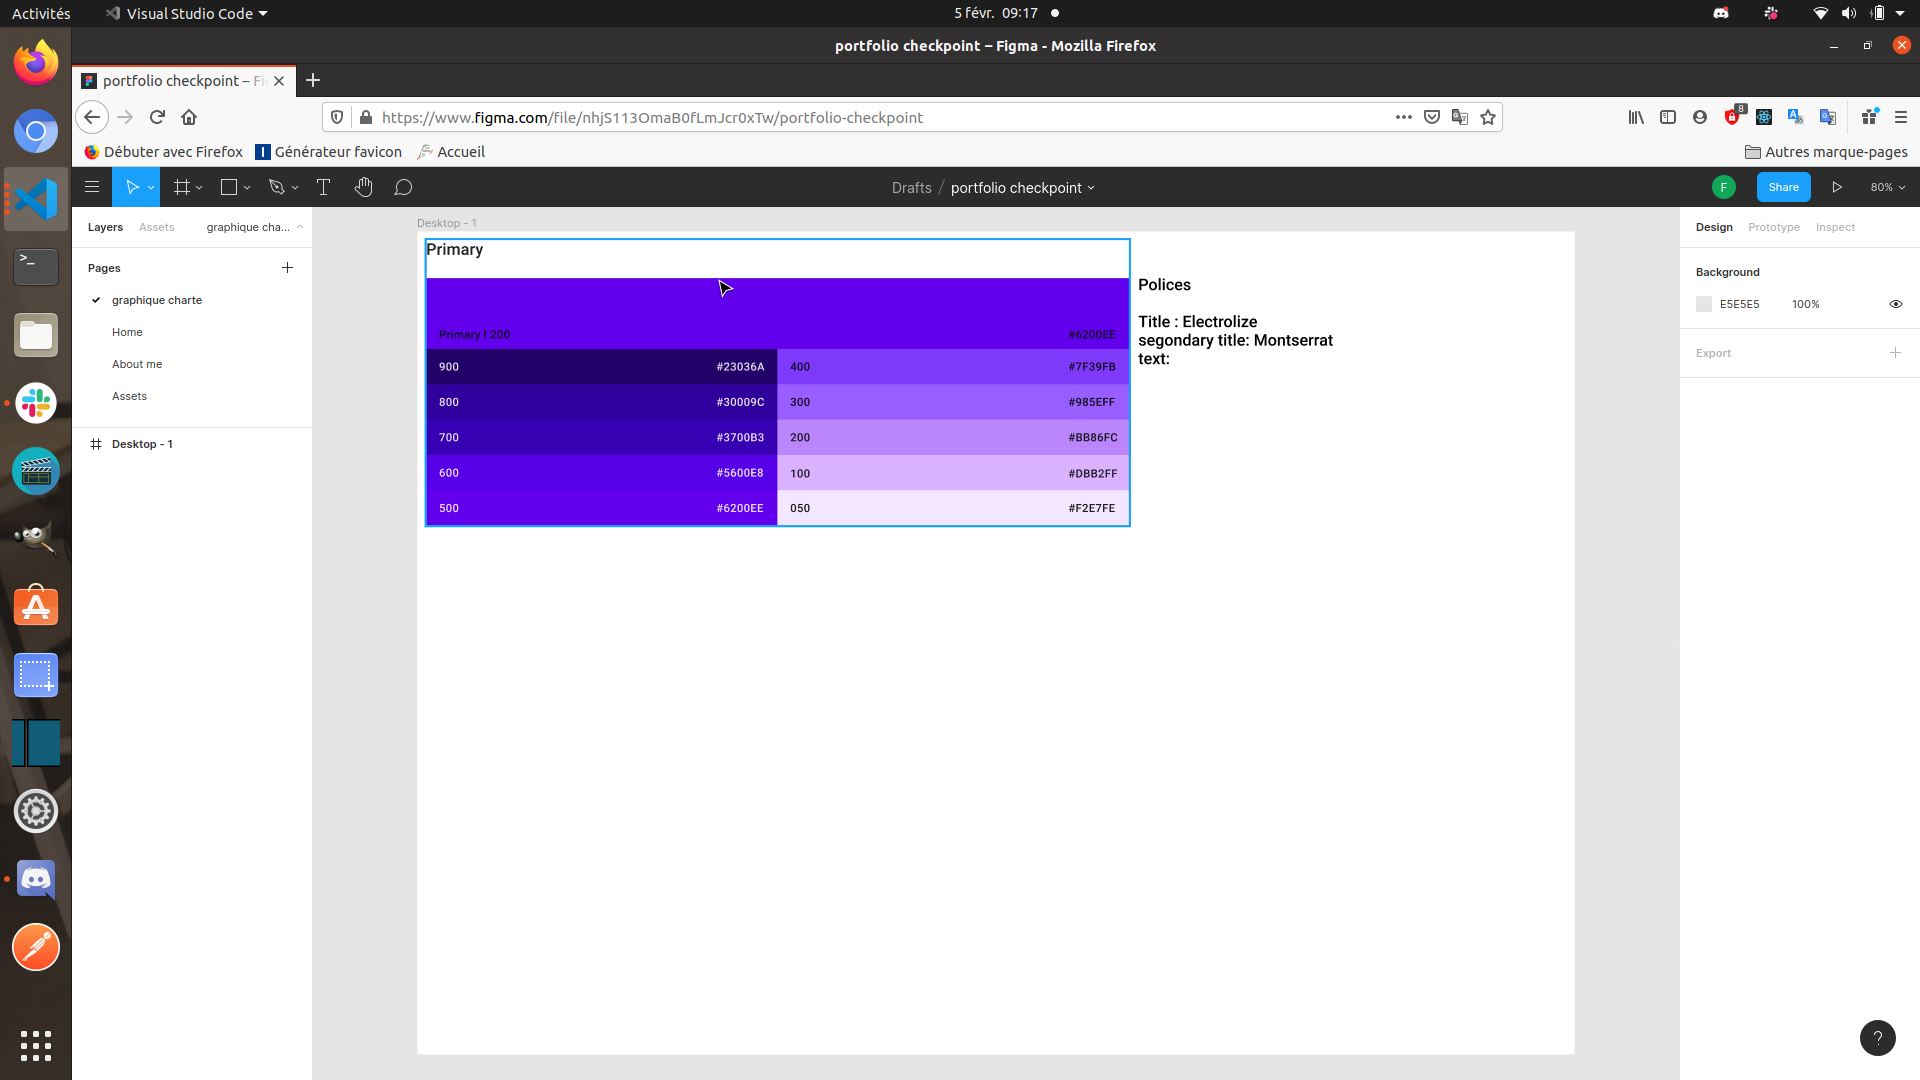 Activités
Visual Studio Code
5 févr.  09:17
portfolio checkpoint – Figma - Mozilla Firefox
portfolio checkpoint – Fi
https://www.figma.com/file/nhjS113OmaB0fLmJcr0xTw/portfolio-checkpoint
8
Débuter avec Firefox
Générateur favicon
Accueil
Autres marque-pages
Drafts / portfolio checkpoint
F
Share
80%
Layers
Assets
graphique cha...
Design
Prototype
Inspect
Pages
graphique charte
Home
About me
Assets
Desktop - 1
Desktop - 1
Primary
Primary | 200
#6200EE
900
#23036A
400
#7F39FB
800
#30009C
300
#985EFF
700
#3700B3
200
#BB86FC
600
#5600E8
100
#DBB2FF
500
#6200EE
050
#F2E7FE
Polices
Title : Electrolize
segondary title: Montserrat
text:
Background
E5E5E5
100%
Export
?